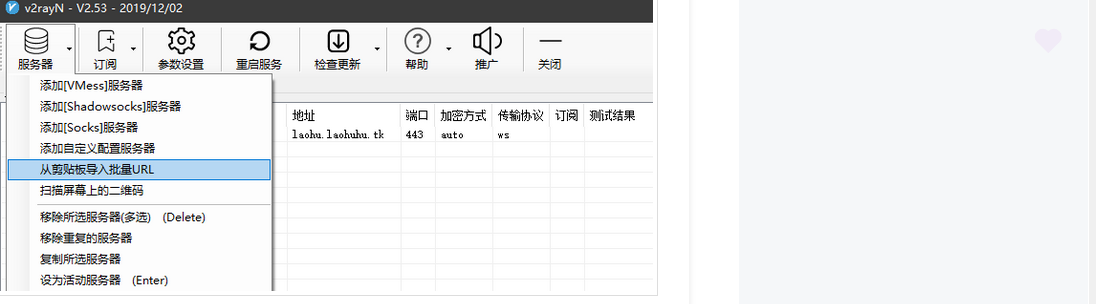 v2rayN - V2.53 - 2019/12/02
服务器 订阅 参数设置 重启服务 检查更新 帮助 推广 关闭
添加[VMess]服务器
添加[Shadowsocks]服务器
添加[Socks]服务器
添加自定义配置服务器
从剪贴板导入批量URL
扫描屏幕上的二维码
移除所选服务器(多选) (Delete)
移除重复的服务器
复制所选服务器
设为活动服务器 (Enter)
地址 端口 加密方式 传输协议 订阅 测试结果
laohu.laohuhu.tk 443 auto ws